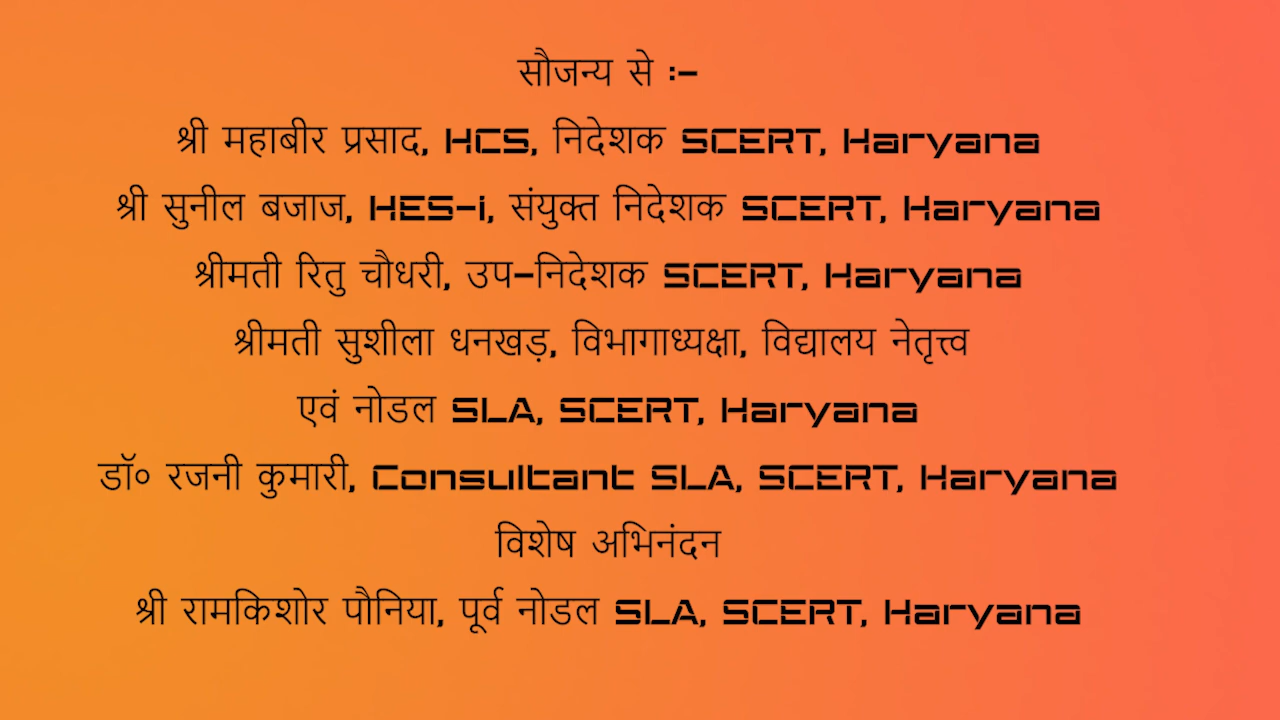 सौजन्य से :-
श्री महाबीर प्रसाद, HCS, निदेशक SCERT, Haryana
श्री सुनील बजाज, HES-i, संयुक्त निदेशक SCERT, Haryana
श्रीमती रितु चौधरी, उप-निदेशक SCERT, Haryana
श्रीमती सुशीला धनखड़, विभागाध्यक्षा, विद्यालय नेतृत्त्व
एवं नोडल SLA, SCERT, Haryana
डॉ० रजनी कुमारी, Consultant SLA, SCERT, Haryana
विशेष अभिनंदन
श्री रामकिशोर पौनिया, पूर्व नोडल SLA, SCERT, Haryana